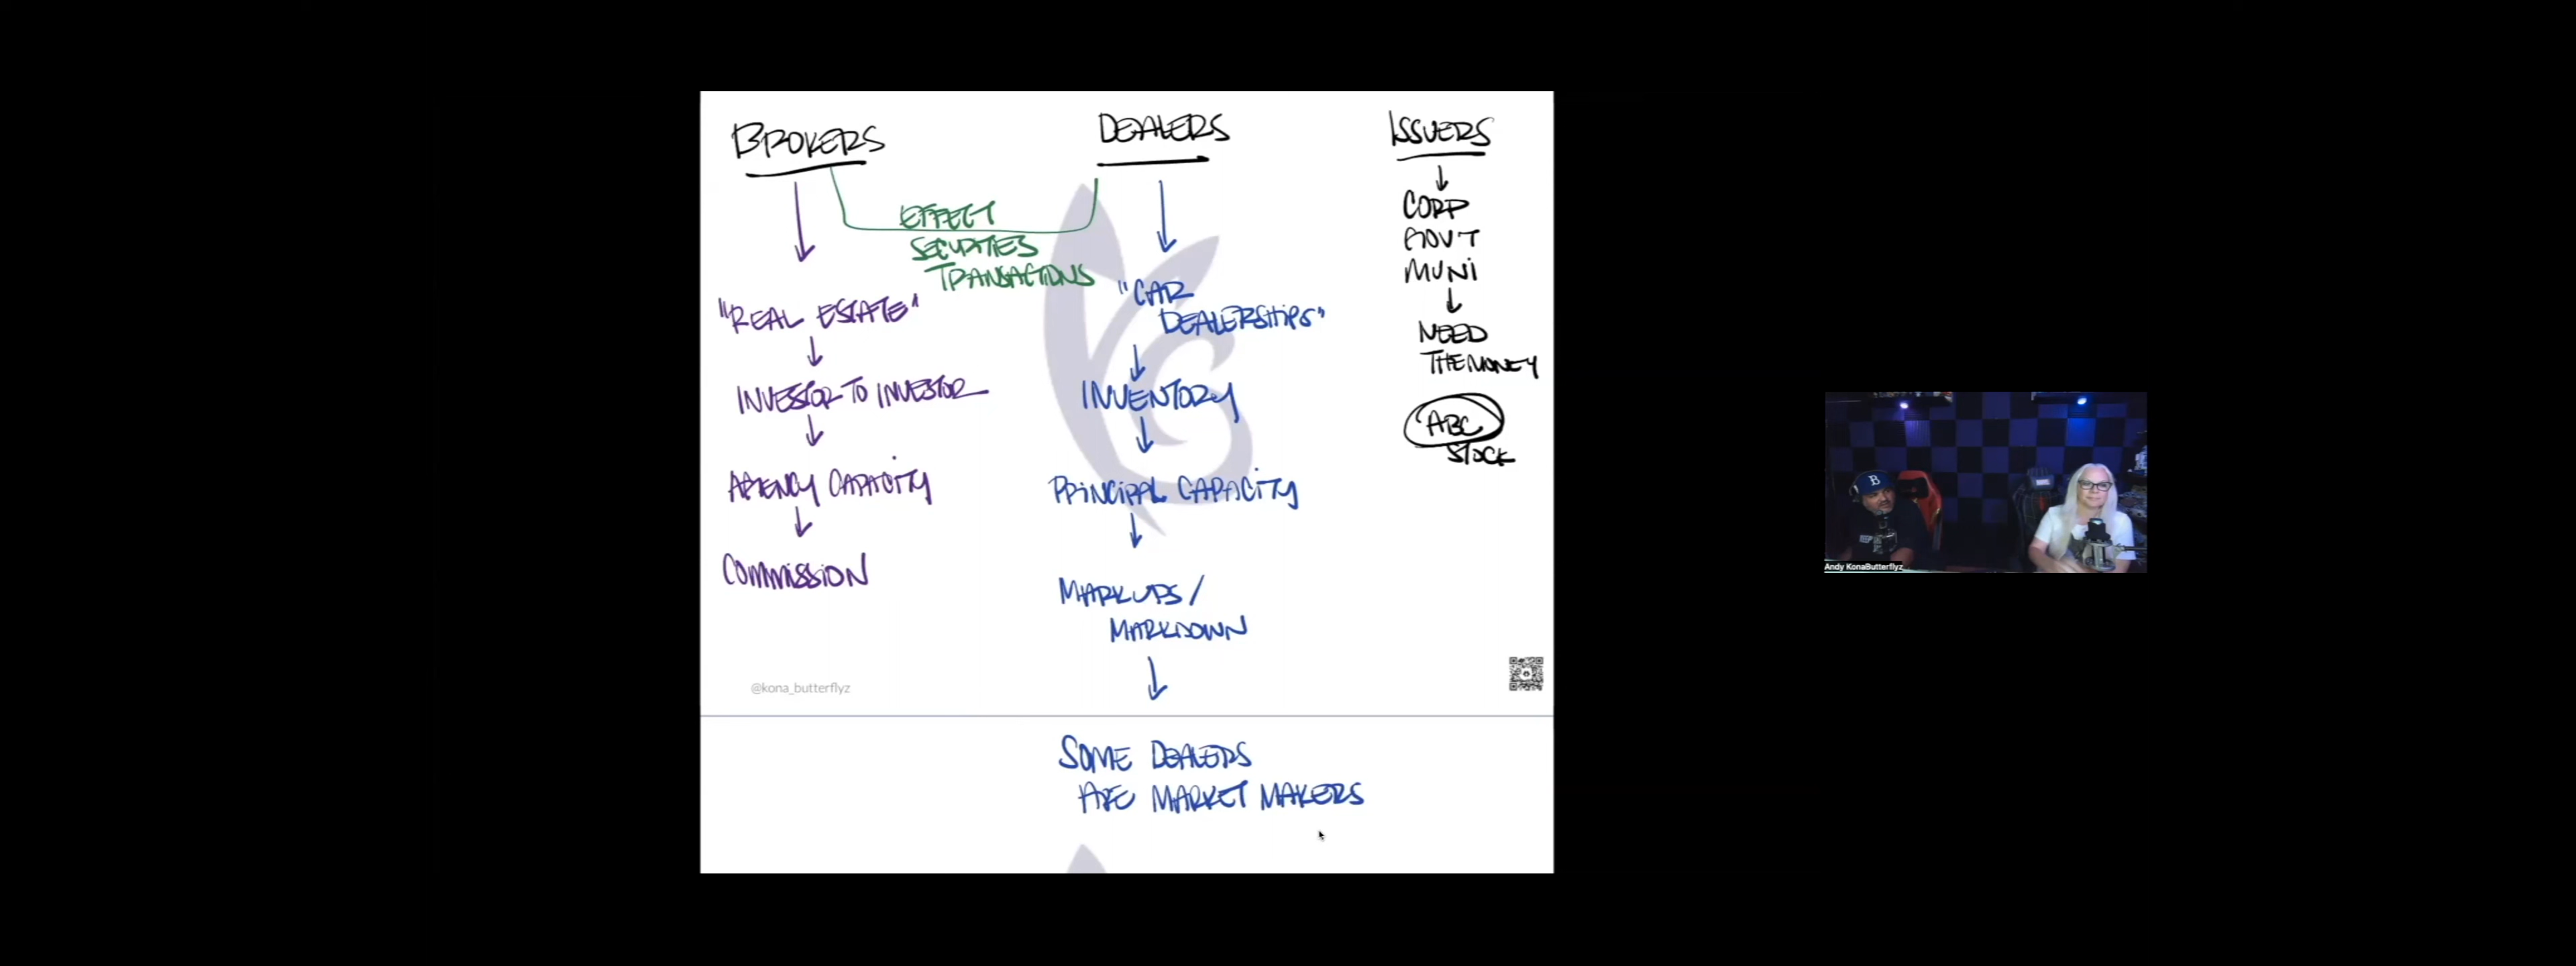 BROKERS
EFFECT
SECURITIES
TRANSACTIONS
"REAL ESTATE"
INVESTOR TO INVESTOR
AGENCY CAPACITY
COMMISSION
@kona_butterflyz
DEALERS
"CAR
DEALERSHIPS"
INVENTORY
PRINCIPAL CAPACITY
MARKUPS/
MARKDOWN
SOME DEALERS
ARE MARKET MAKERS
ISSUERS
CORP
GOVT
MUNI
NEED
THE MONEY
ABC
STOCK
B
Andy KonaButterflyz